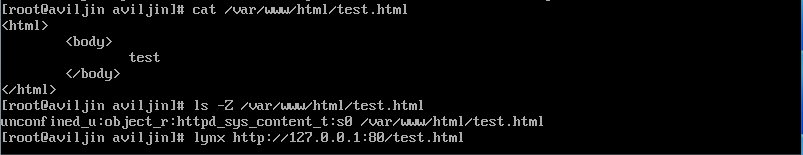 [root@aviljin aviljin]# cat /var/www/html/test.html
<html>
        <body>
                test
        </body>
</html>
[root@aviljin aviljin]# ls -Z /var/www/html/test.html
unconfined_u:object_r:httpd_sys_content_t:s0 /var/www/html/test.html
[root@aviljin aviljin]# lynx http://127.0.0.1:80/test.html